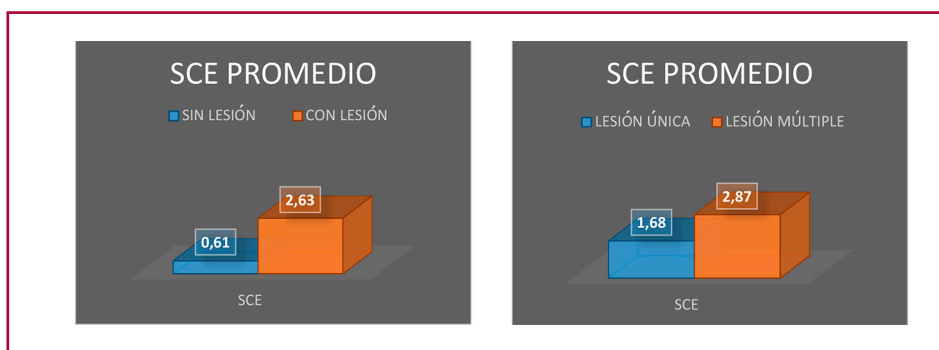 SCE PROMEDIO
SIN LESIÓN CON LESIÓN
2,63
0,61
SCE
SCE PROMEDIO
LESIÓN ÚNICA LESIÓN MÚLTIPLE
2,87
1,68
SCE